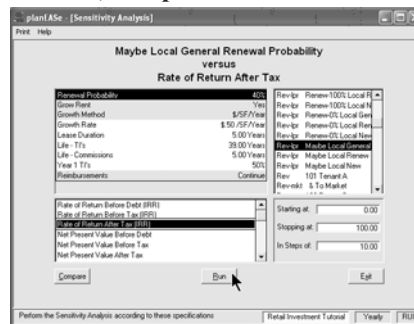 planEASe - [Sensitivity Analysis]
Print Help
Maybe Local General Renewal Probability
versus
Rate of Return After Tax
Renewal Probability 40%
Grow Rent Yes
Growth Method $/SF/Year
Growth Rate $.50 /SF/Year
Lease Duration 5.00 Years
Life - TI's 39.00 Years
Life - Commissions 5.00 Years
Year 1 TI's 50%
Reimbursements Continue
Rev-lpr Renew-100% Local R
Rev-lpr Renew-100% Local N
Rev-lpr Renew-0% Local Gen
Rev-lpr Renew-0% Local Ren
Rev-lpr Renew-0% Local New
Rev-lpr Maybe Local General
Rev-lpr Maybe Local Renew
Rev-lpr Maybe Local New
Rev 101 Tenant A
Rev-mkt & To Market
Rate of Return Before Debt (IRR)
Rate of Return Before Tax (IRR)
Rate of Return After Tax (IRR)
Net Present Value Before Debt
Net Present Value Before Tax
Net Present Value After Tax
Starting at: 0.00
Stopping at: 100.00
In Steps of: 10.00
Compare Run Exit
Perform the Sensitivity Analysis according to these specifications Retail Investment Tutorial Yearly RU